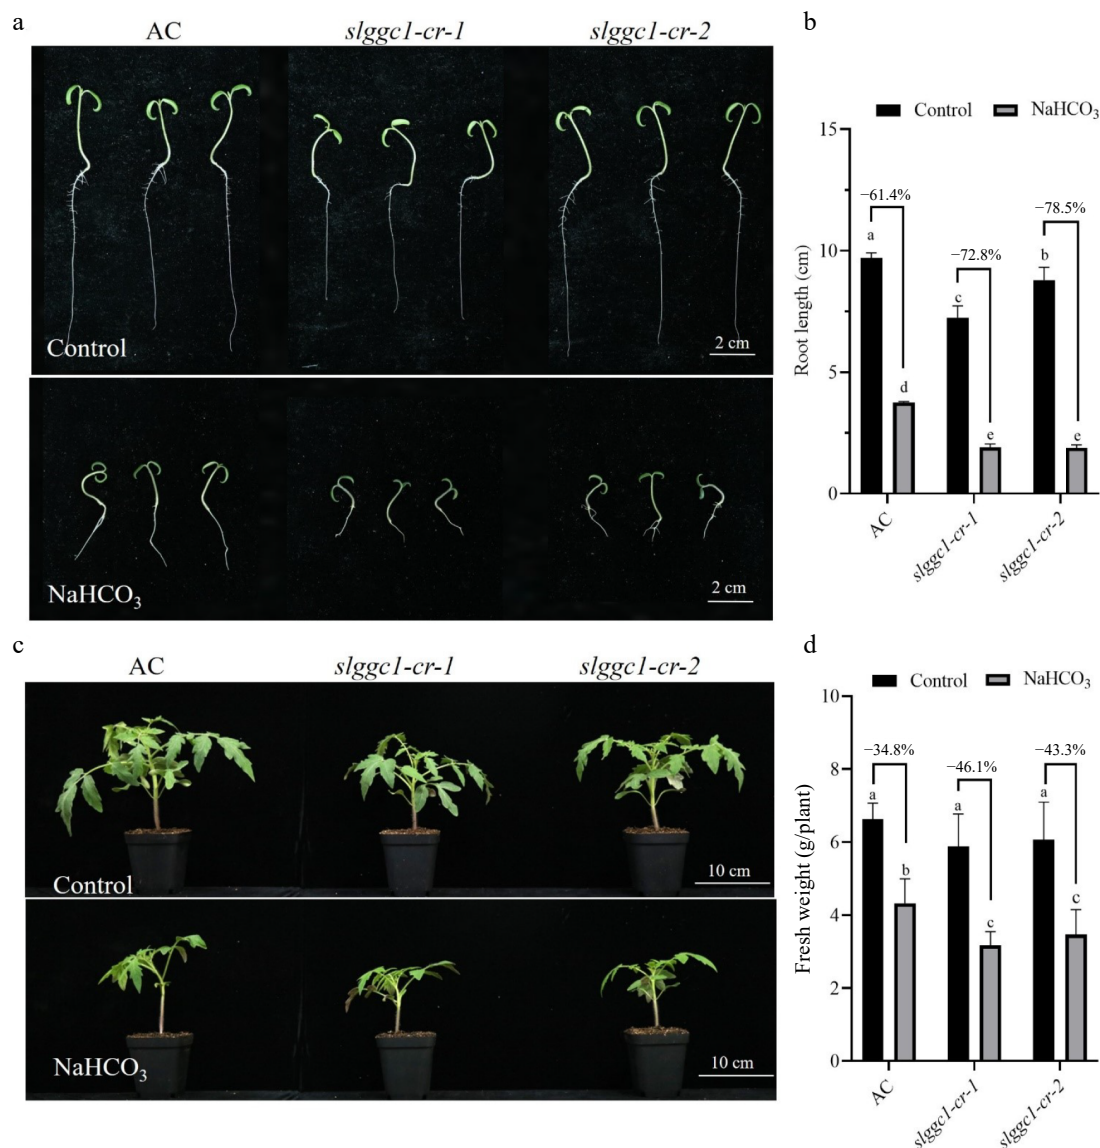 a
AC slggc1-cr-1 slggc1-cr-2
Control
2 cm
NaHCO3
2 cm
b
Control NaHCO3
15
10
5
0
Root length (cm)
−61.4%
−72.8%
−78.5%
a
d
c
e
b
e
AC
slggc1-cr-1
slggc1-cr-2
c
AC slggc1-cr-1 slggc1-cr-2
Control
10 cm
NaHCO3
10 cm
d
Control NaHCO3
10
8
6
4
2
0
Fresh weight (g/plant)
−34.8%
−46.1%
−43.3%
a
b
a
c
a
c
AC
slggc1-cr-1
slggc1-cr-2